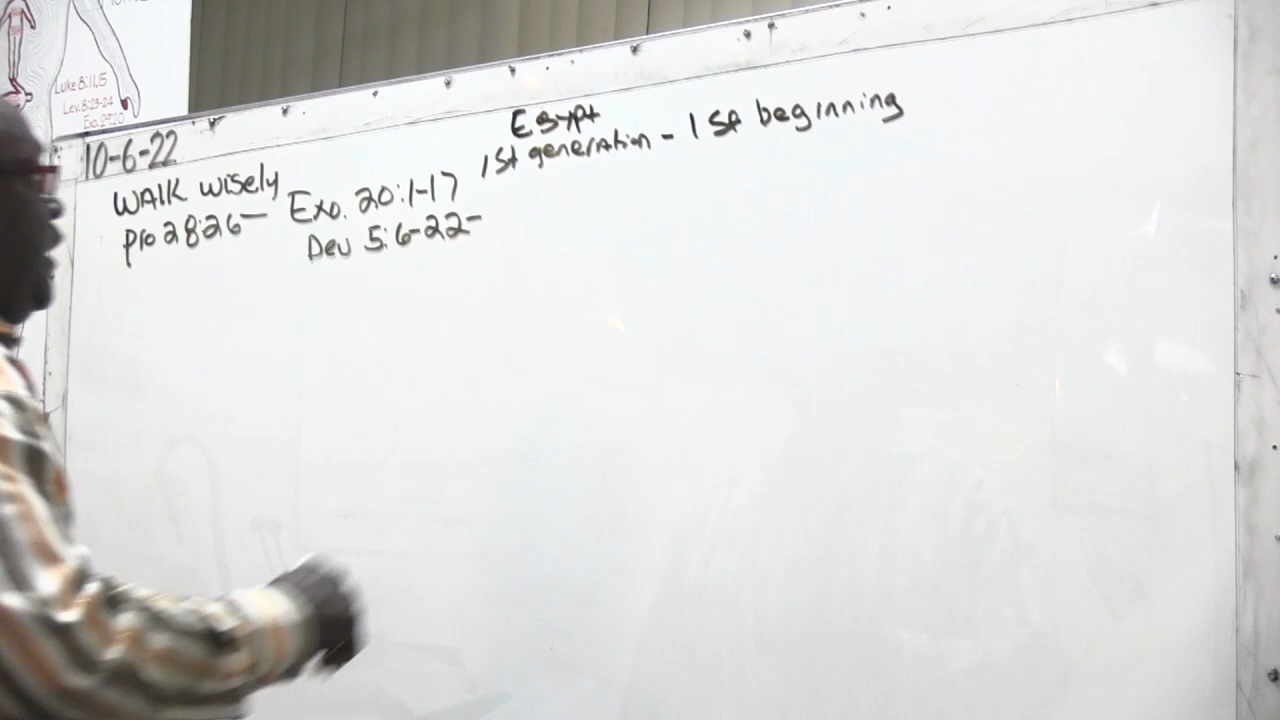 Luke 8:11,15
Lev. 8:23-24
Exo. 29:20
10-6-22
Egypt
1st generation - 1st beginning
WAlK wisely
pro 28:26- Exo. 20:1-17
Deu 5:6-22-